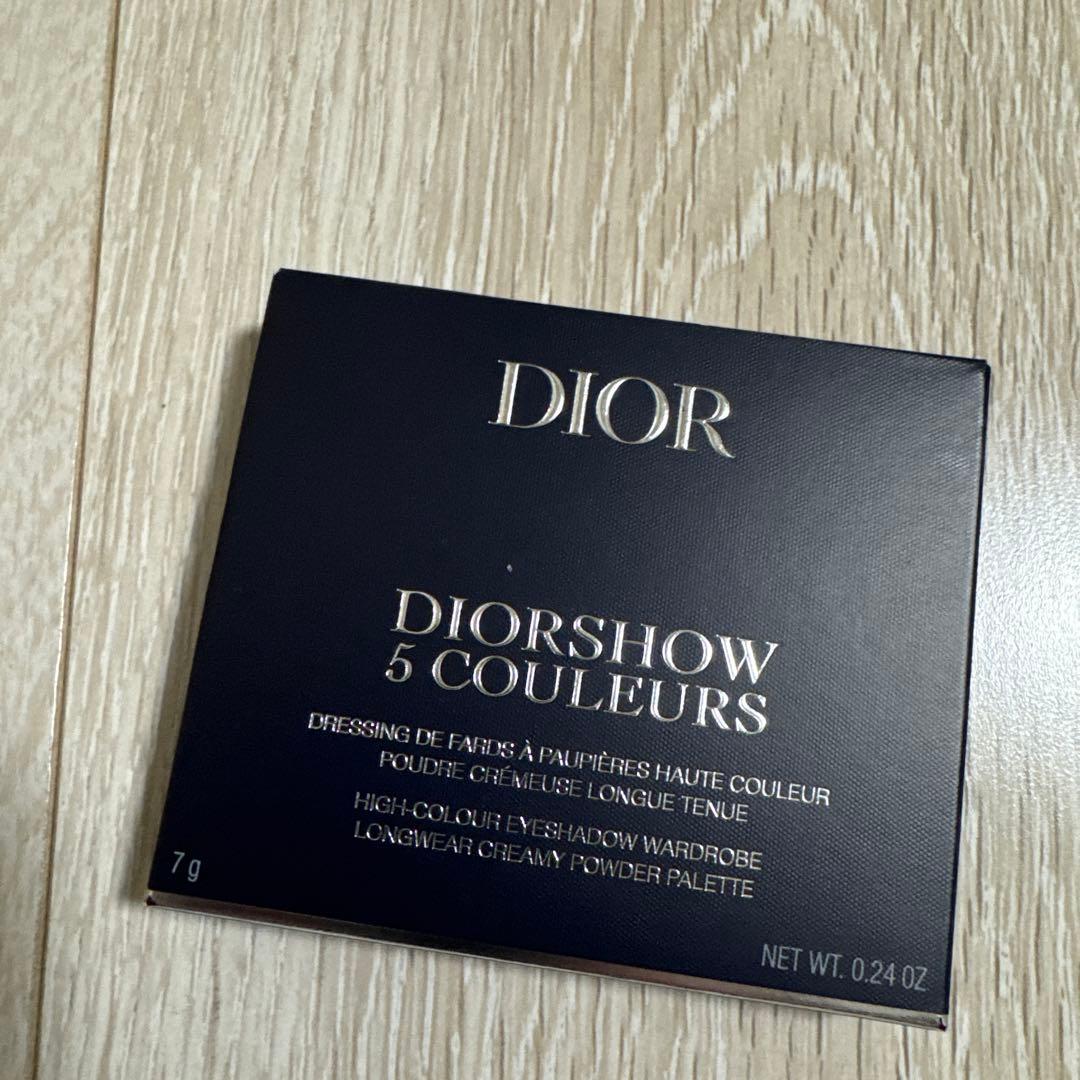 DIOR
DIORSHOW
5 COULEURS
DRESSING DE FARDS À PAUPIÈRES HAUTE COULEUR
POUDRE CRÉMEUSE LONGUE TENUE
HIGH-COLOUR EYESHADOW WARDROBE
LONGWEAR CREAMY POWDER PALETTE
7 g
NET WT. 0.24 OZ